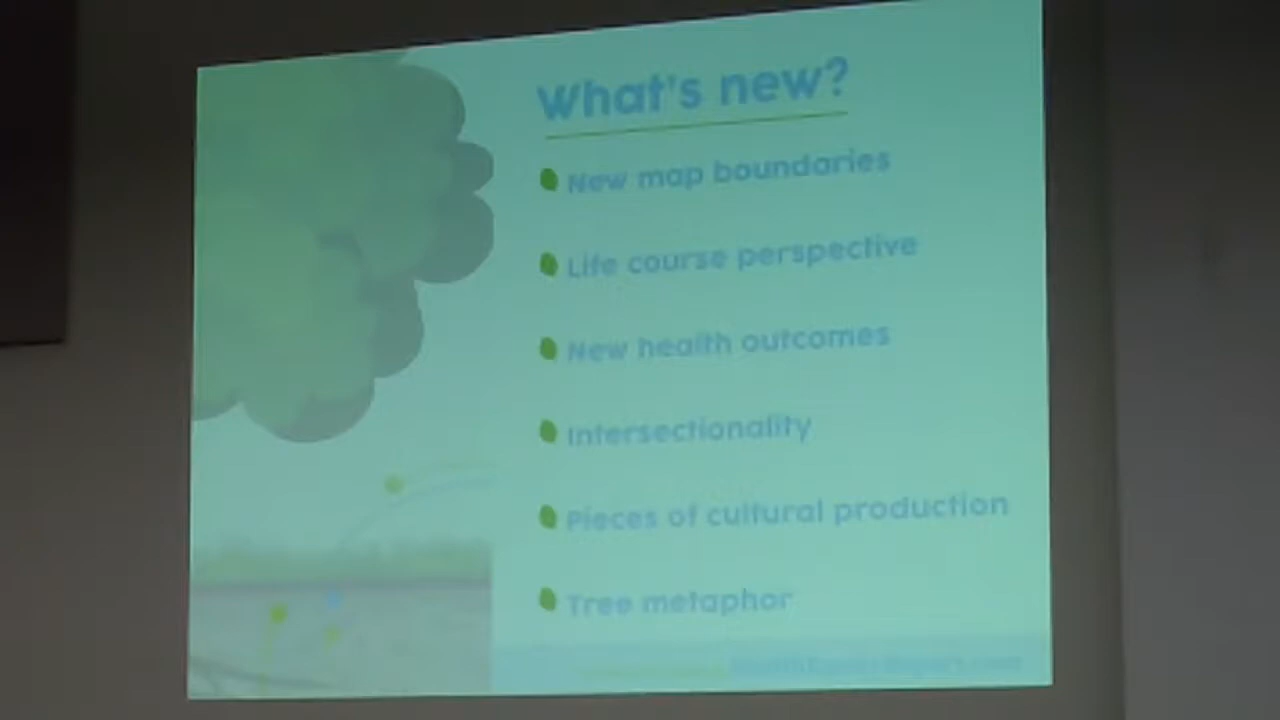 What's new?
New map boundaries
Life course perspective
New health outcomes
Intersectionality
Pieces of cultural production
Tree metaphor